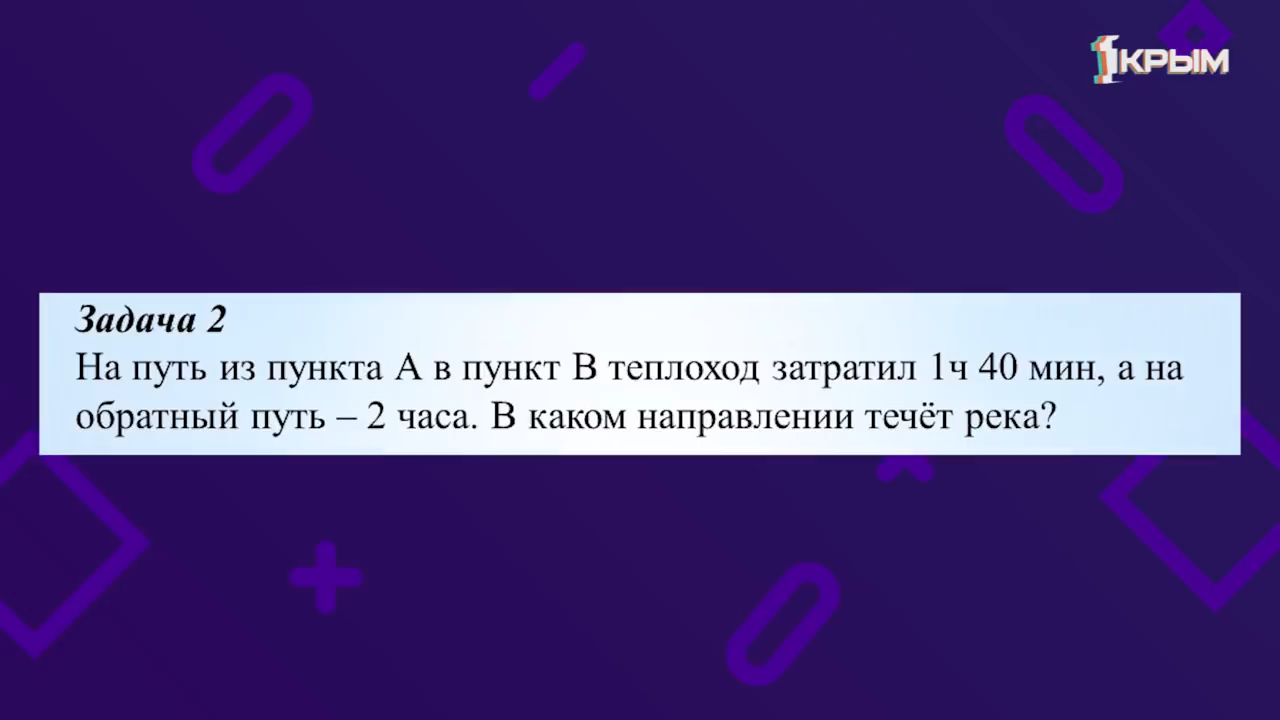 1КРЫМ
Задача 2
На путь из пункта А в пункт В теплоход затратил 1ч 40 мин, а на
обратный путь – 2 часа. В каком направлении течёт река?